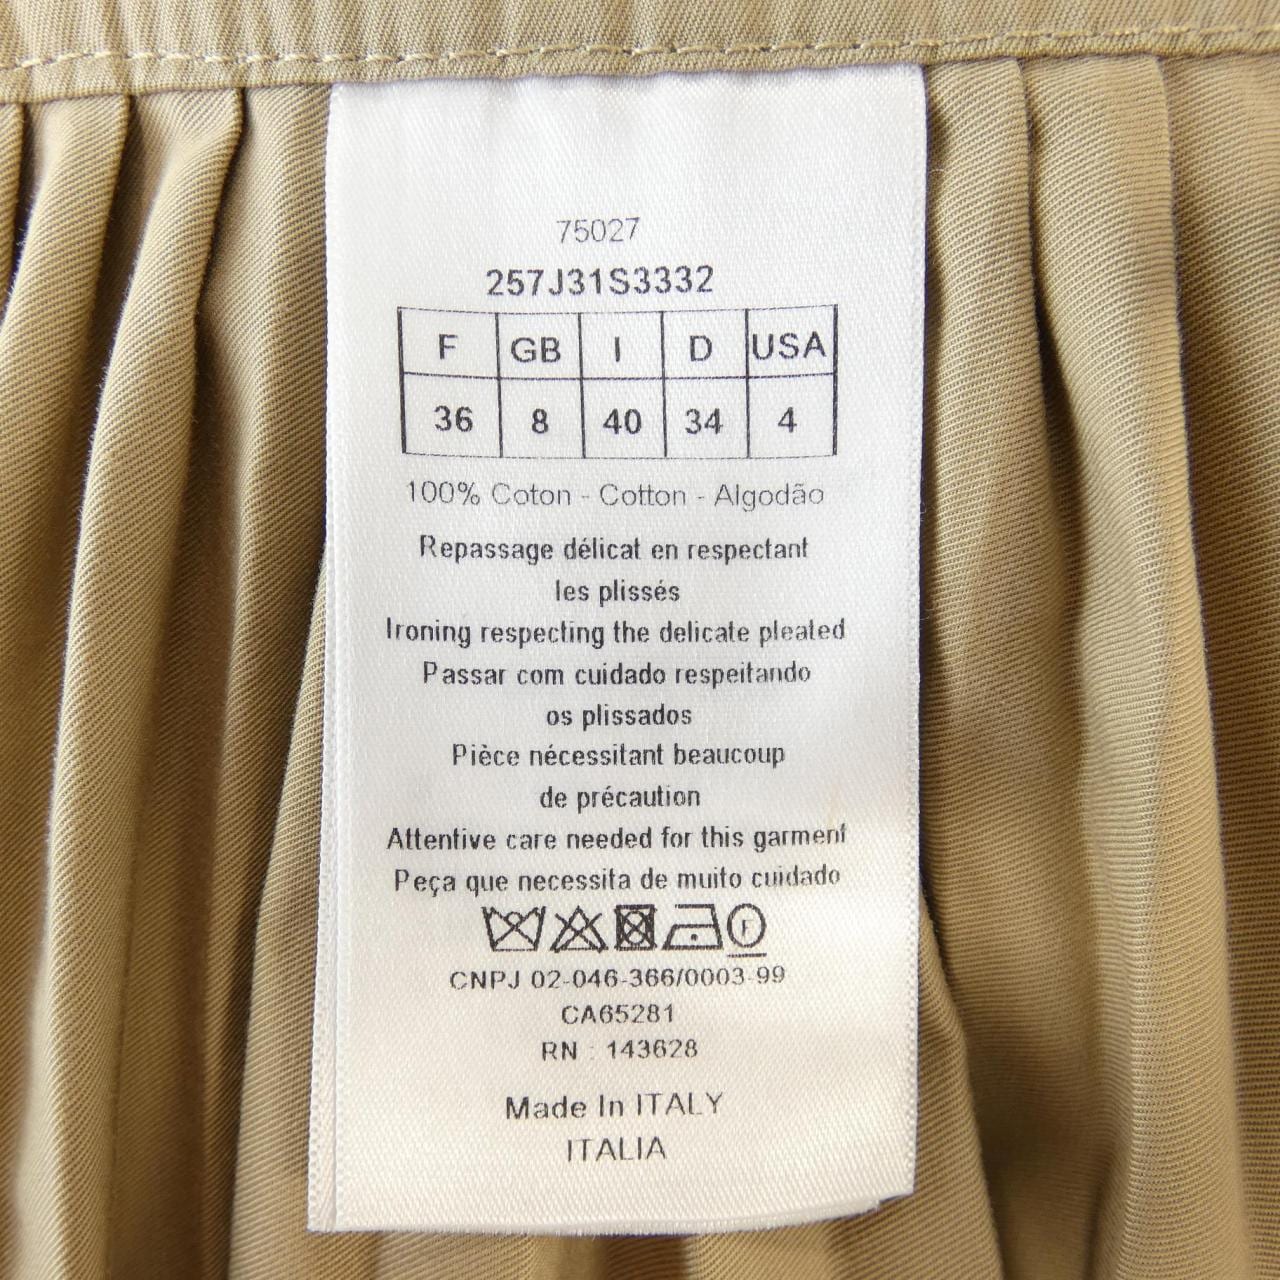 75027
257J31S3332
F GB I D USA
36 8 40 34 4
100% Coton - Cotton - Algodão
Repassage délicat en respectant
les plissés
Ironing respecting the delicate pleated
Passar com cuidado respeitando
os plissados
Pièce nécessitant beaucoup
de précaution
Attentive care needed for this garment
Peça que necessita de muito cuidado
F
CNPJ 02-046-366/0003-99
CA65281
RN : 143628
Made In ITALY
ITALIA